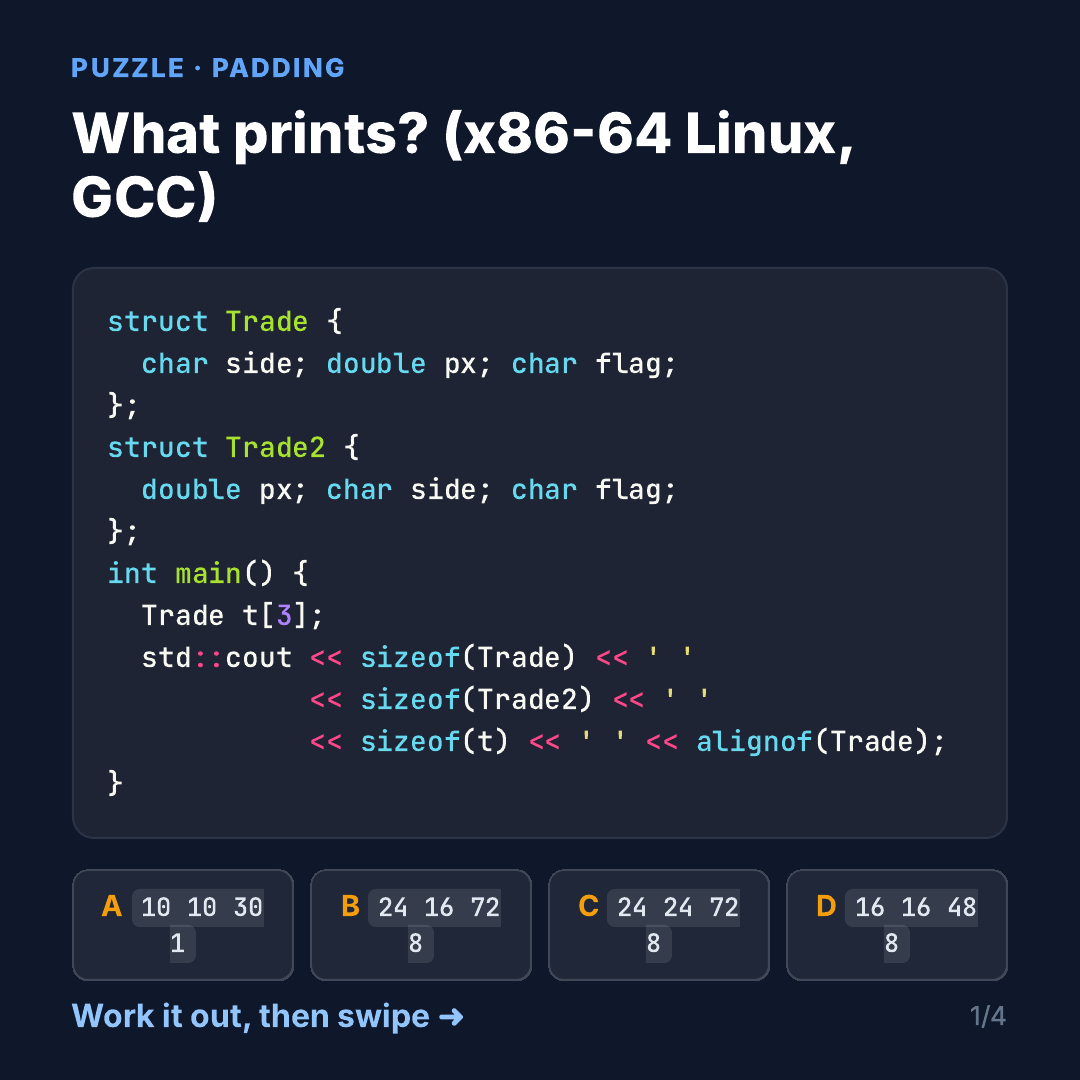 PUZZLE · PADDING
What prints? (x86-64 Linux,
GCC)
struct Trade {
  char side; double px; char flag;
};
struct Trade2 {
  double px; char side; char flag;
};
int main() {
  Trade t[3];
  std::cout << sizeof(Trade) << ' '
            << sizeof(Trade2) << ' '
            << sizeof(t) << ' ' << alignof(Trade);
}
A 10 10 30
1
B 24 16 72
8
C 24 24 72
8
D 16 16 48
8
Work it out, then swipe ➜
1/4